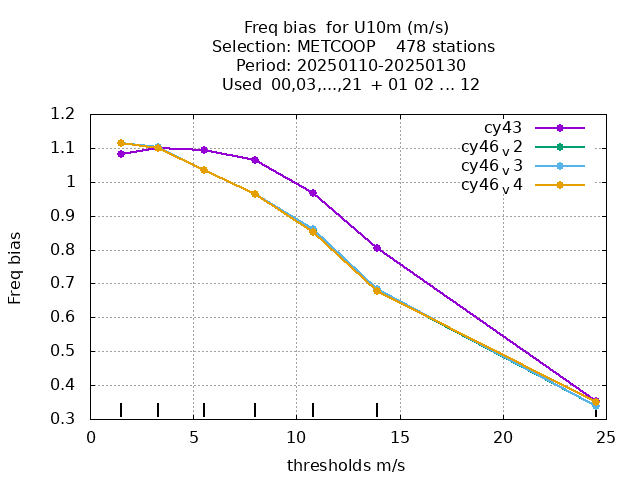 Freq bias  for U10m (m/s)
Selection: METCOOP    478 stations
Period: 20250110-20250130
Used  00,03,...,21  + 01 02 ... 12
cy43
cy46 v 2
cy46 v 3
cy46 v 4
1.2
1.1
1
0.9
0.8
0.7
0.6
0.5
0.4
0.3
Freq bias
0 5 10 15 20 25
thresholds m/s